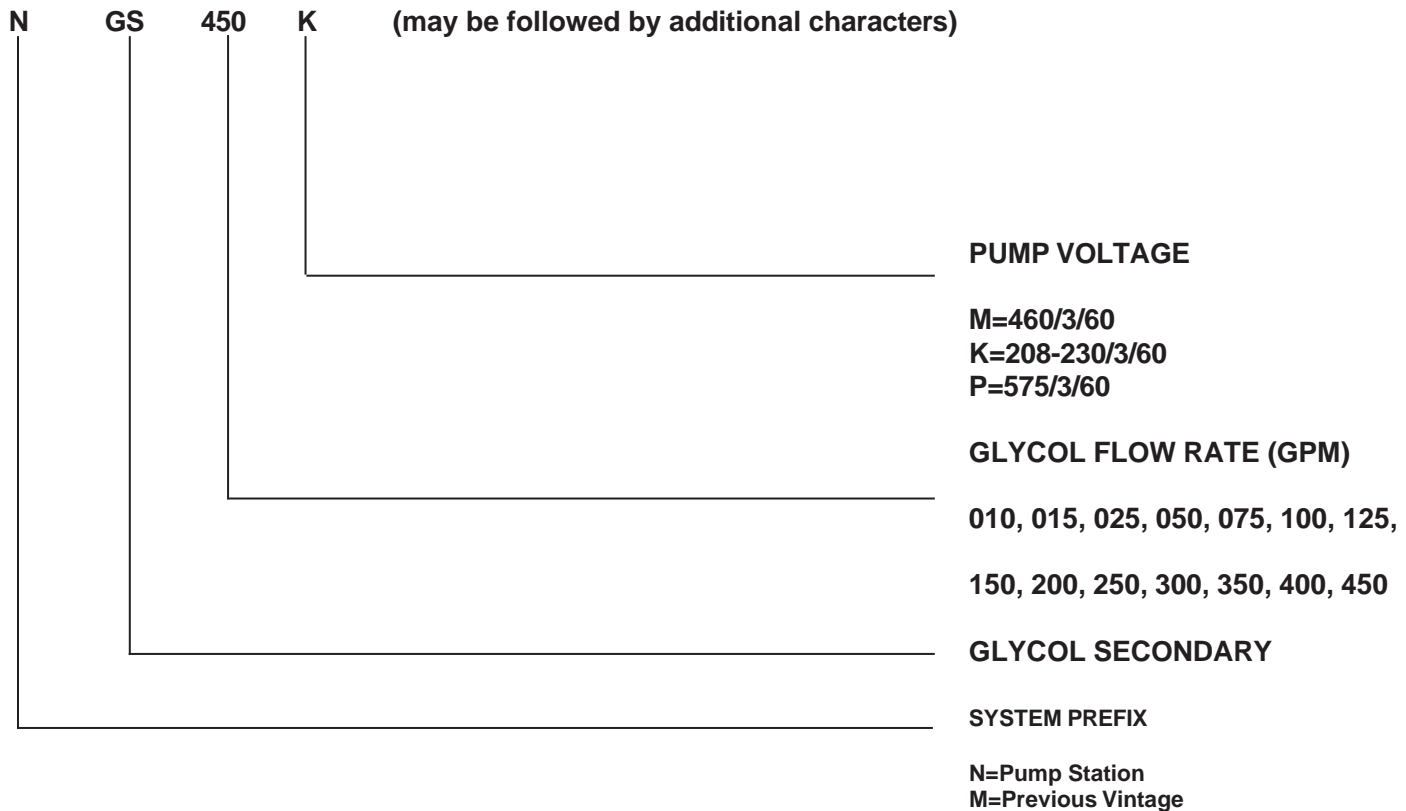 N GS 450 K (may be followed by additional characters)
PUMP VOLTAGE
M=460/3/60
K=208-230/3/60
P=575/3/60
GLYCOL FLOW RATE (GPM)
010, 015, 025, 050, 075, 100, 125,
150, 200, 250, 300, 350, 400, 450
GLYCOL SECONDARY
SYSTEM PREFIX
N=Pump Station
M=Previous Vintage